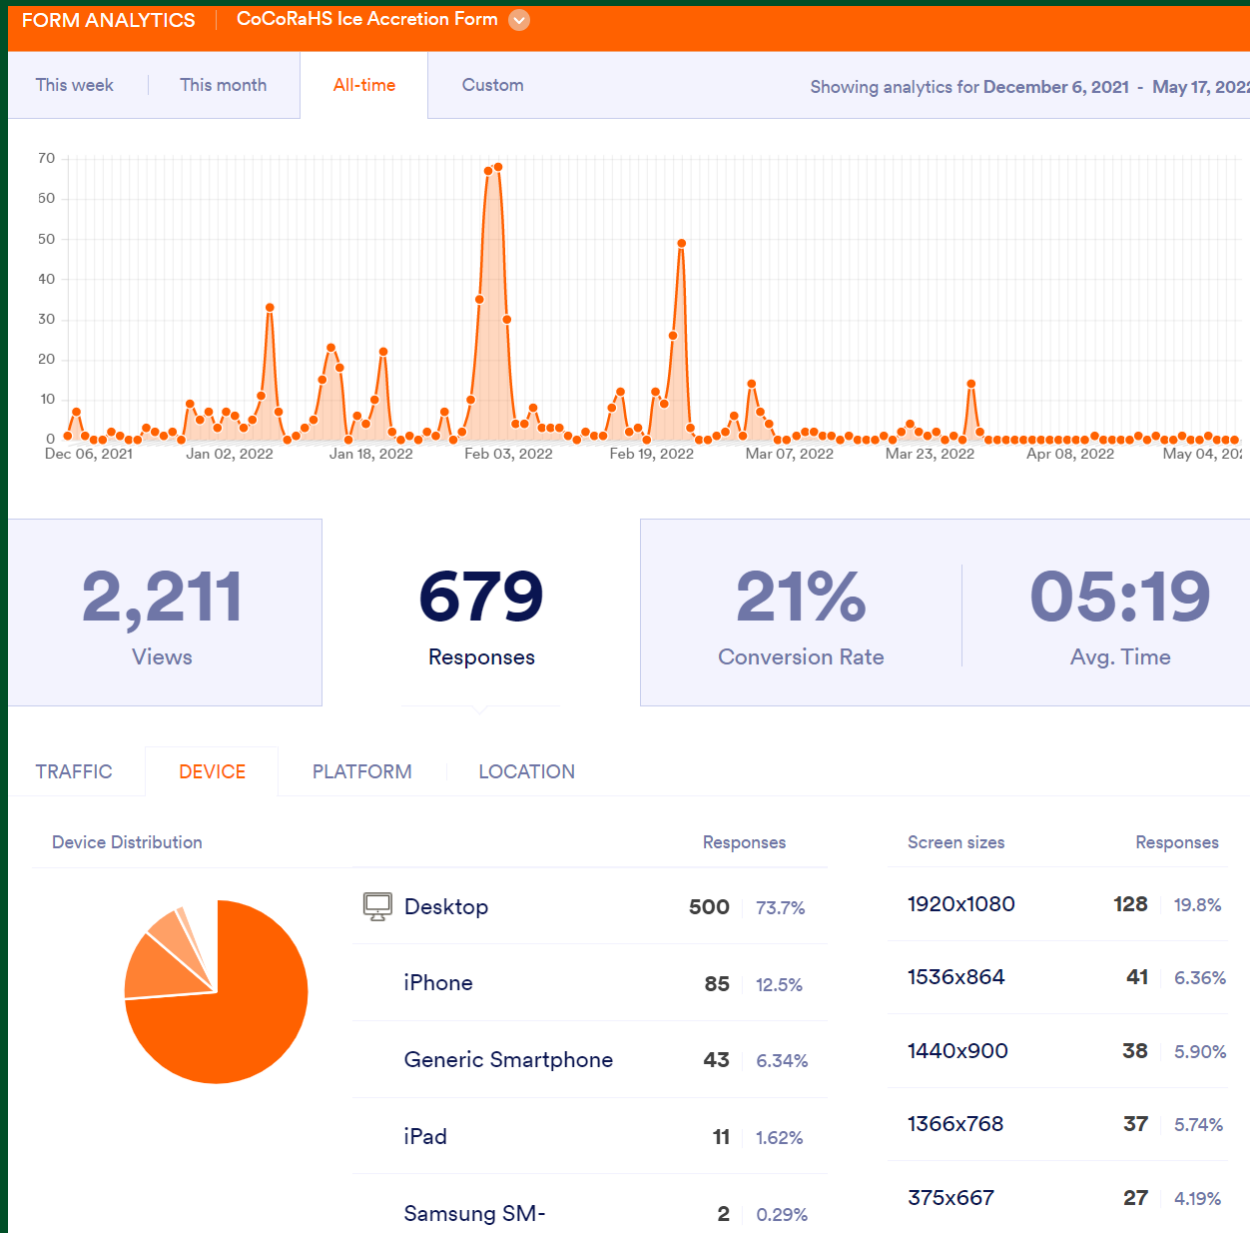 FORM ANALYTICS CoCoRaHS Ice Accretion Form
This week This month All-time Custom Showing analytics for December 6, 2021 - May 17, 2022
70
60
50
40
30
20
10
0
Dec 06, 2021 Jan 02, 2022 Jan 18, 2022 Feb 03, 2022 Feb 19, 2022 Mar 07, 2022 Mar 23, 2022 Apr 08, 2022 May 04, 202
2,211 679 21% 05:19
Views Responses Conversion Rate Avg. Time
TRAFFIC DEVICE PLATFORM LOCATION
Device Distribution Responses Screen sizes Responses
Desktop 500 73.7% 1920x1080 128 19.8%
iPhone 85 12.5% 1536x864 41 6.36%
Generic Smartphone 43 6.34% 1440x900 38 5.90%
iPad 11 1.62% 1366x768 37 5.74%
Samsung SM- 2 0.29% 375x667 27 4.19%